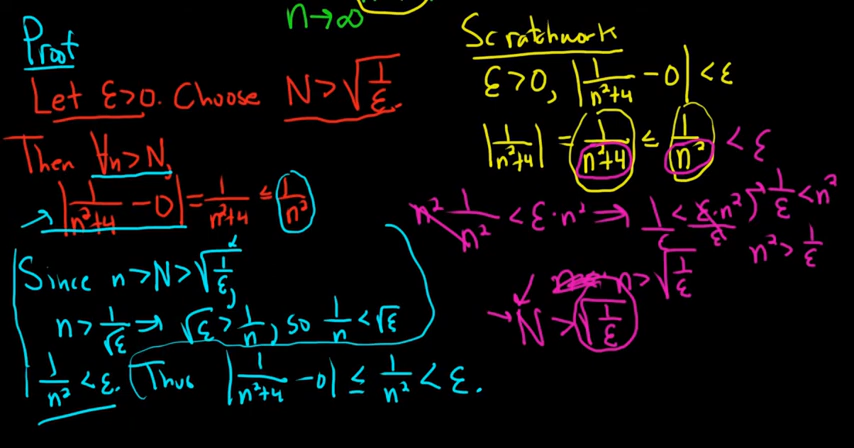 n→∞
Proof
Let ε>0. Choose N > √(1/ε).
Then ∀n>N,
|1/(n²+4) − 0| = 1/(n²+4) ≤ 1/n²
Since n > N > √(1/ε),
n > 1/√ε ⇒ √ε > 1/n, so 1/n < √ε
1/n² < ε. Thus |1/(n²+4) − 0| ≤ 1/n² < ε.
Scratchwork
ε>0, |1/(n²+4) − 0| < ε
|1/(n²+4)| = 1/(n²+4) ≤ 1/n² < ε
n² 1/n² < ε·n² ⇒ 1/ε < ε·n²/ε → 1/ε < n²
n² > 1/ε
n > √(1/ε)
→ N > √(1/ε)